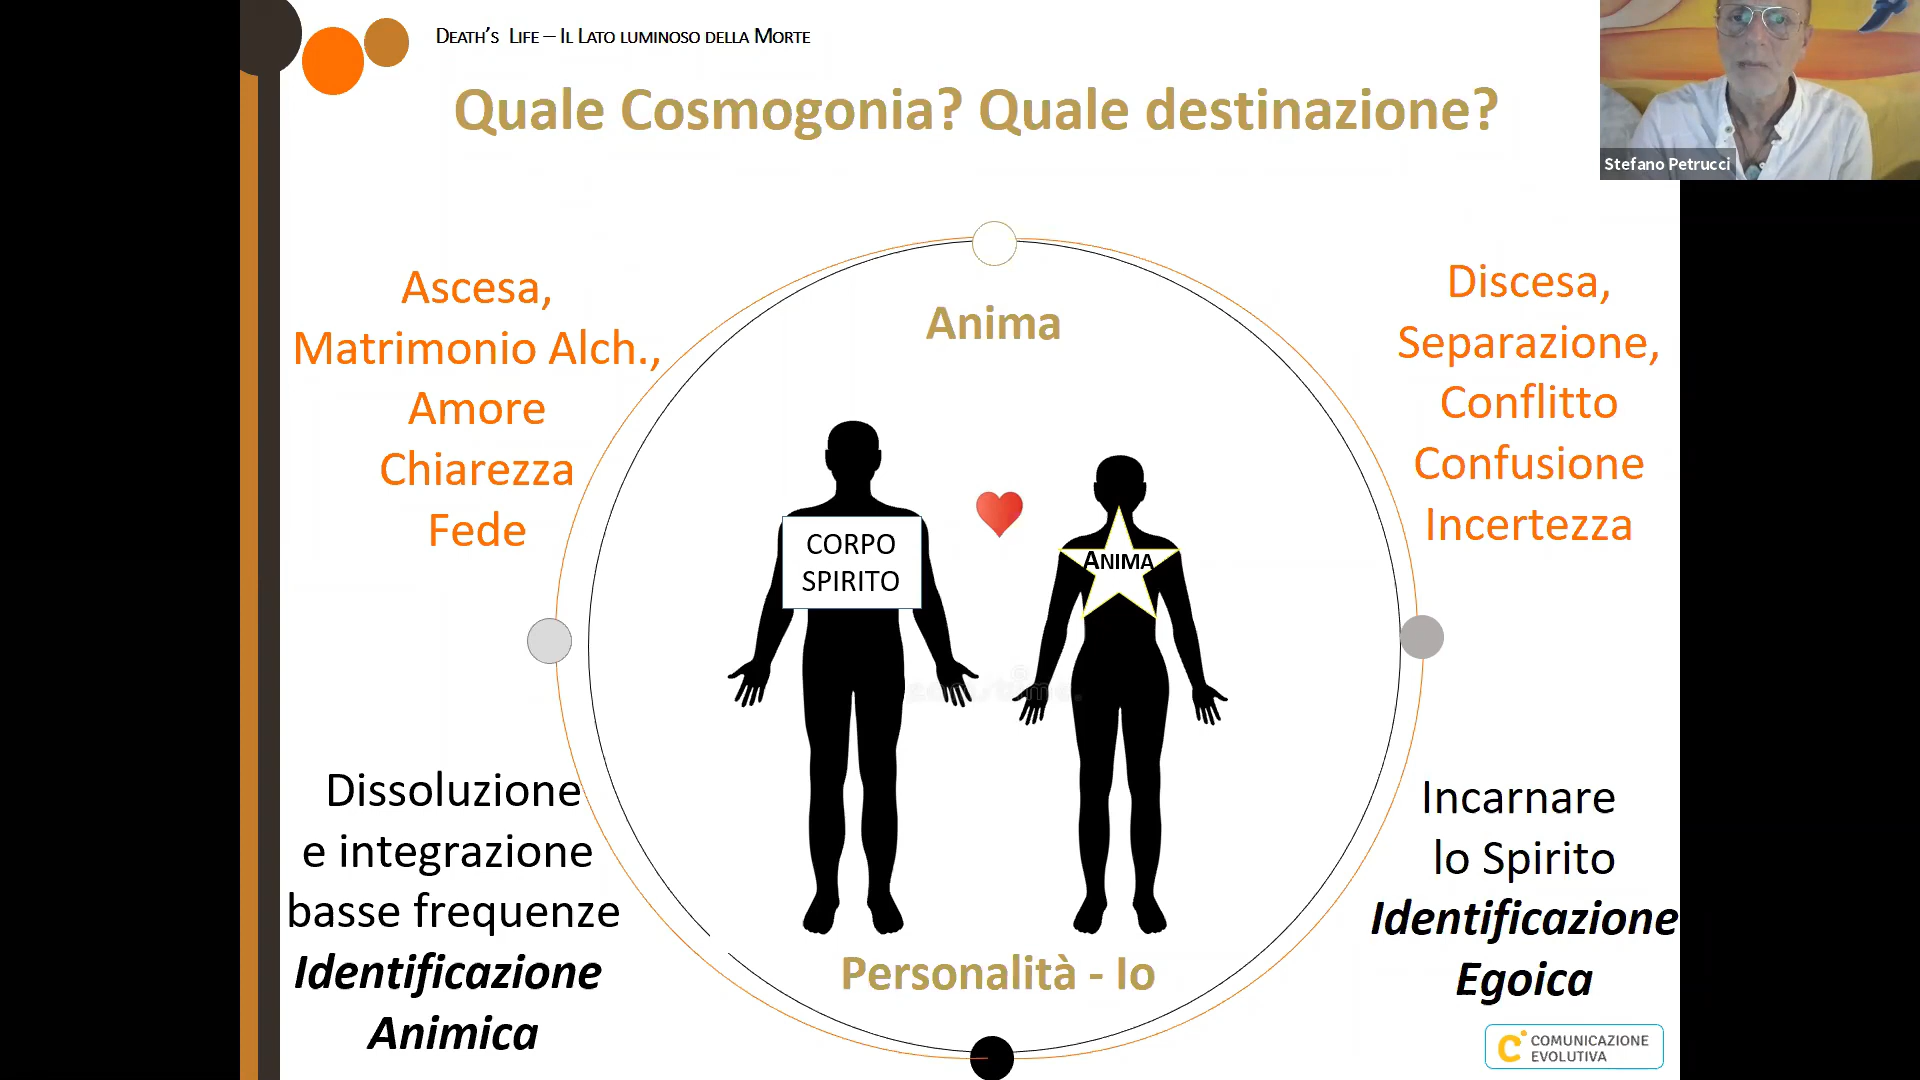 DEATH'S LIFE – IL LATO LUMINOSO DELLA MORTE
Quale Cosmogonia? Quale destinazione?
Stefano Petrucci
Ascesa,
Matrimonio Alch.,
Amore
Chiarezza
Fede
Anima
Discesa,
Separazione,
Conflitto
Confusione
Incertezza
CORPO
SPIRITO
ANIMA
Dissoluzione
e integrazione
basse frequenze
Identificazione
Animica
Personalità - Io
Incarnare
lo Spirito
Identificazione
Egoica
COMUNICAZIONE
EVOLUTIVA